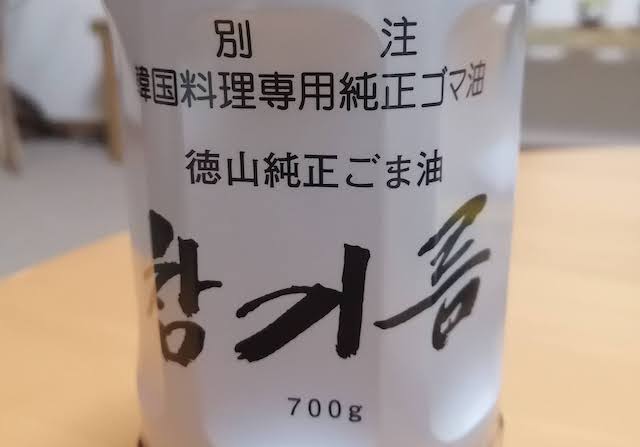 別 注
韓国料理専用純正ゴマ油
徳山純正ごま油
참기름
700g